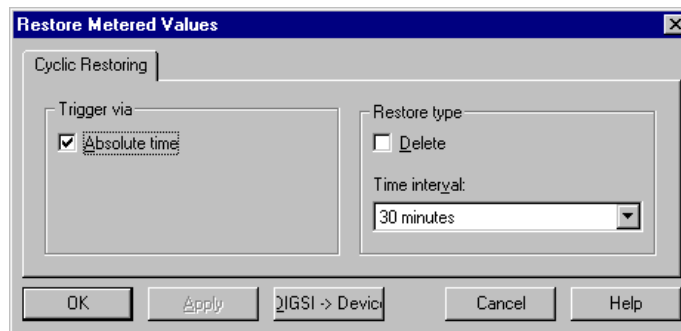 Restore Metered Values
Cyclic Restoring
Trigger via
Absolute time
Restore type
Delete
Time interval:
30 minutes
OK
Apply
DIGSI -> Device
Cancel
Help